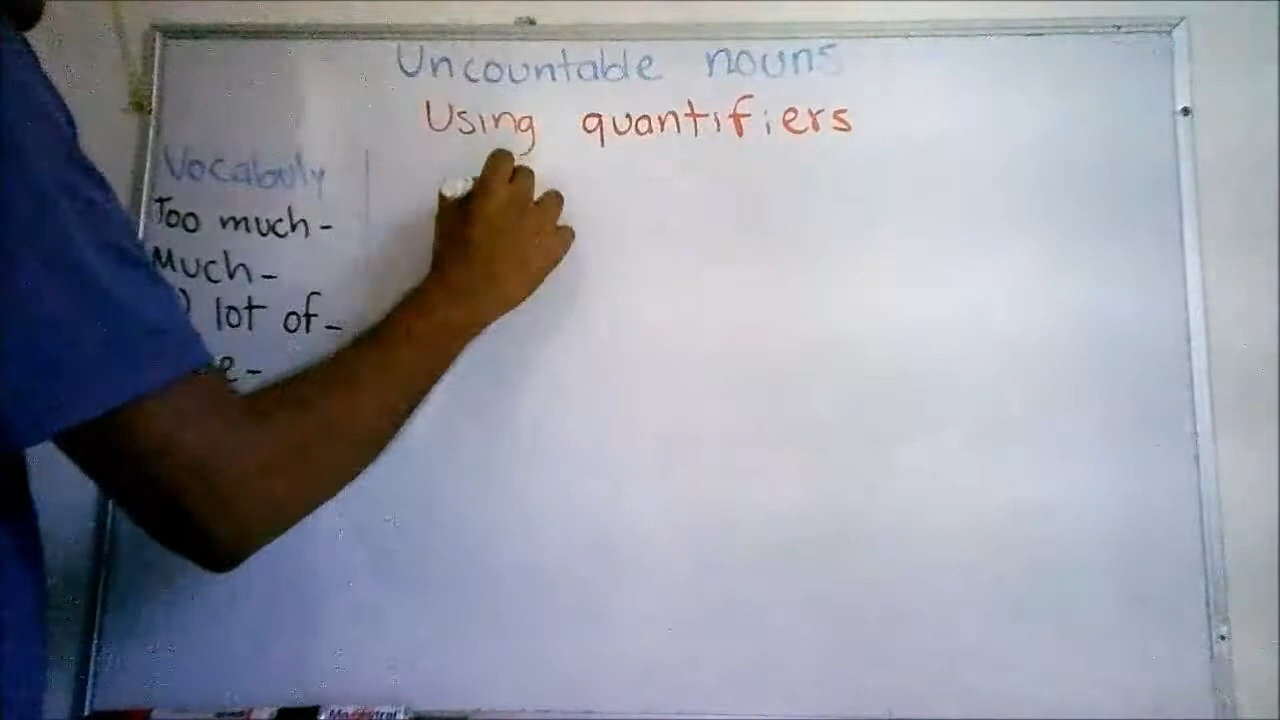 Uncountable nouns
Using quantifiers
Vocabuly
Too much-
Much-
) lot of-
e-